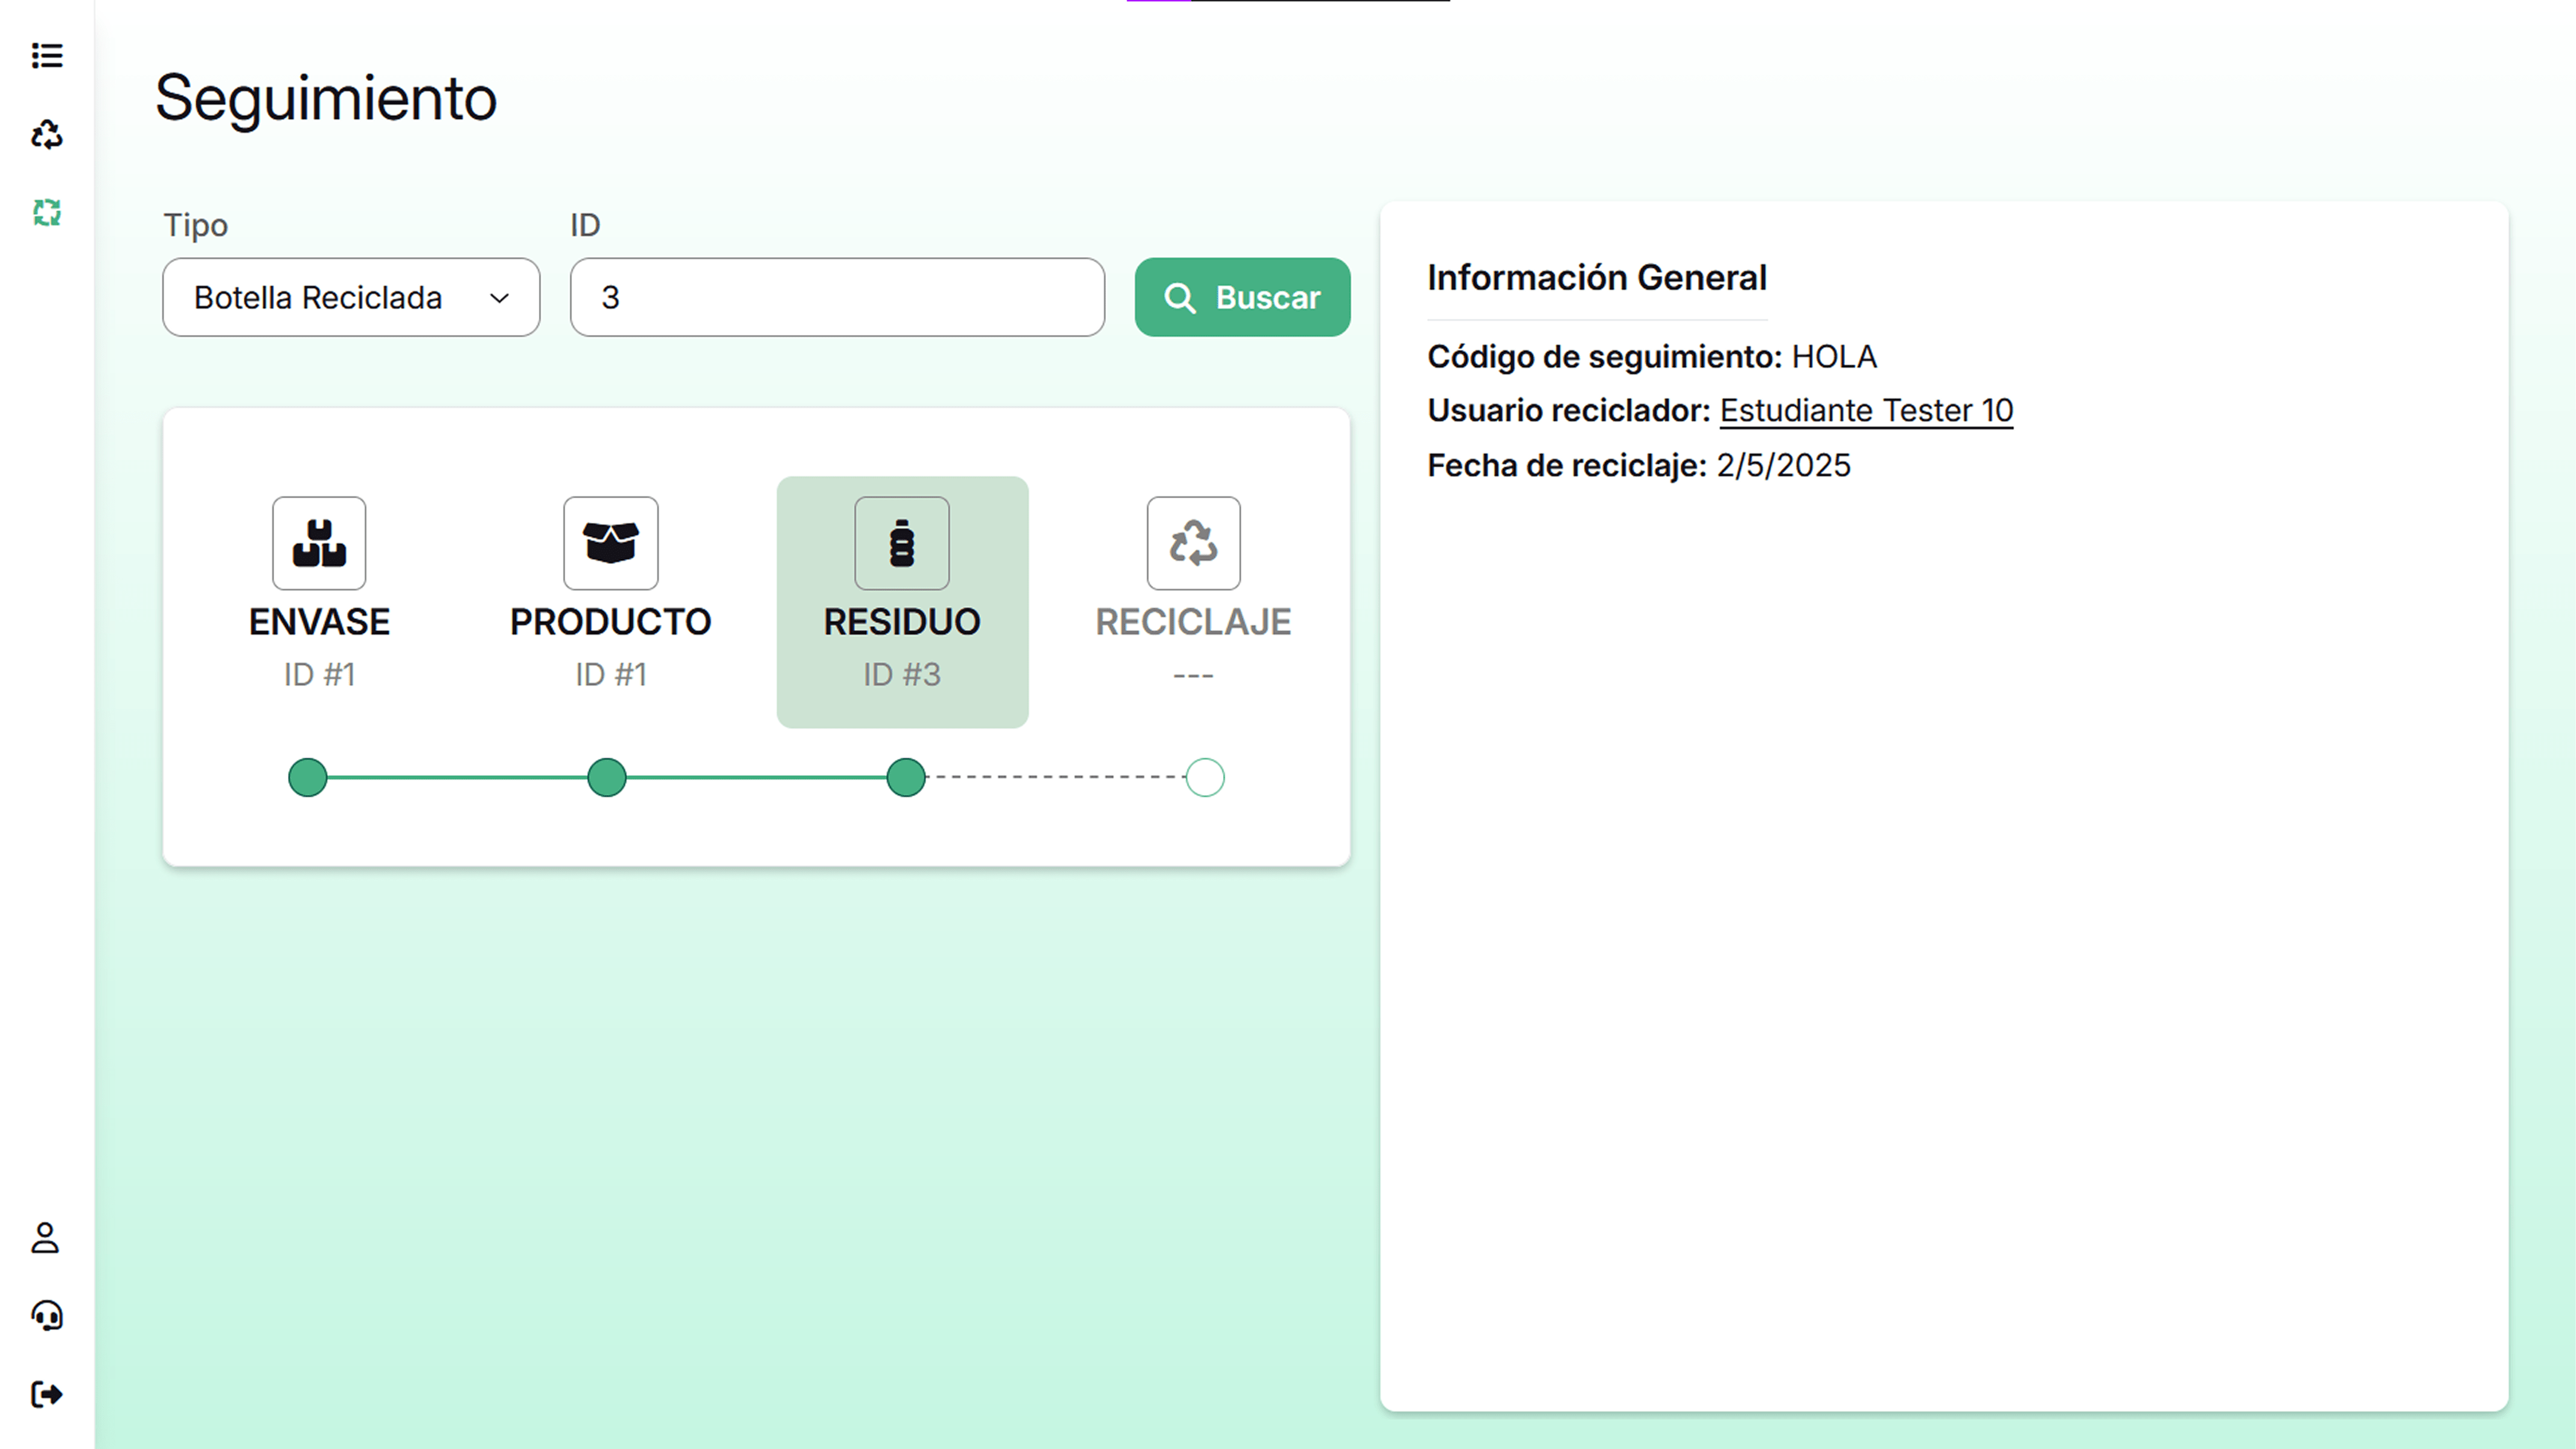 Seguimiento
Tipo
ID
Botella Reciclada
3
Buscar
ENVASE
ID #1
PRODUCTO
ID #1
RESIDUO
ID #3
RECICLAJE
---
Información General
Código de seguimiento: HOLA
Usuario reciclador: Estudiante Tester 10
Fecha de reciclaje: 2/5/2025